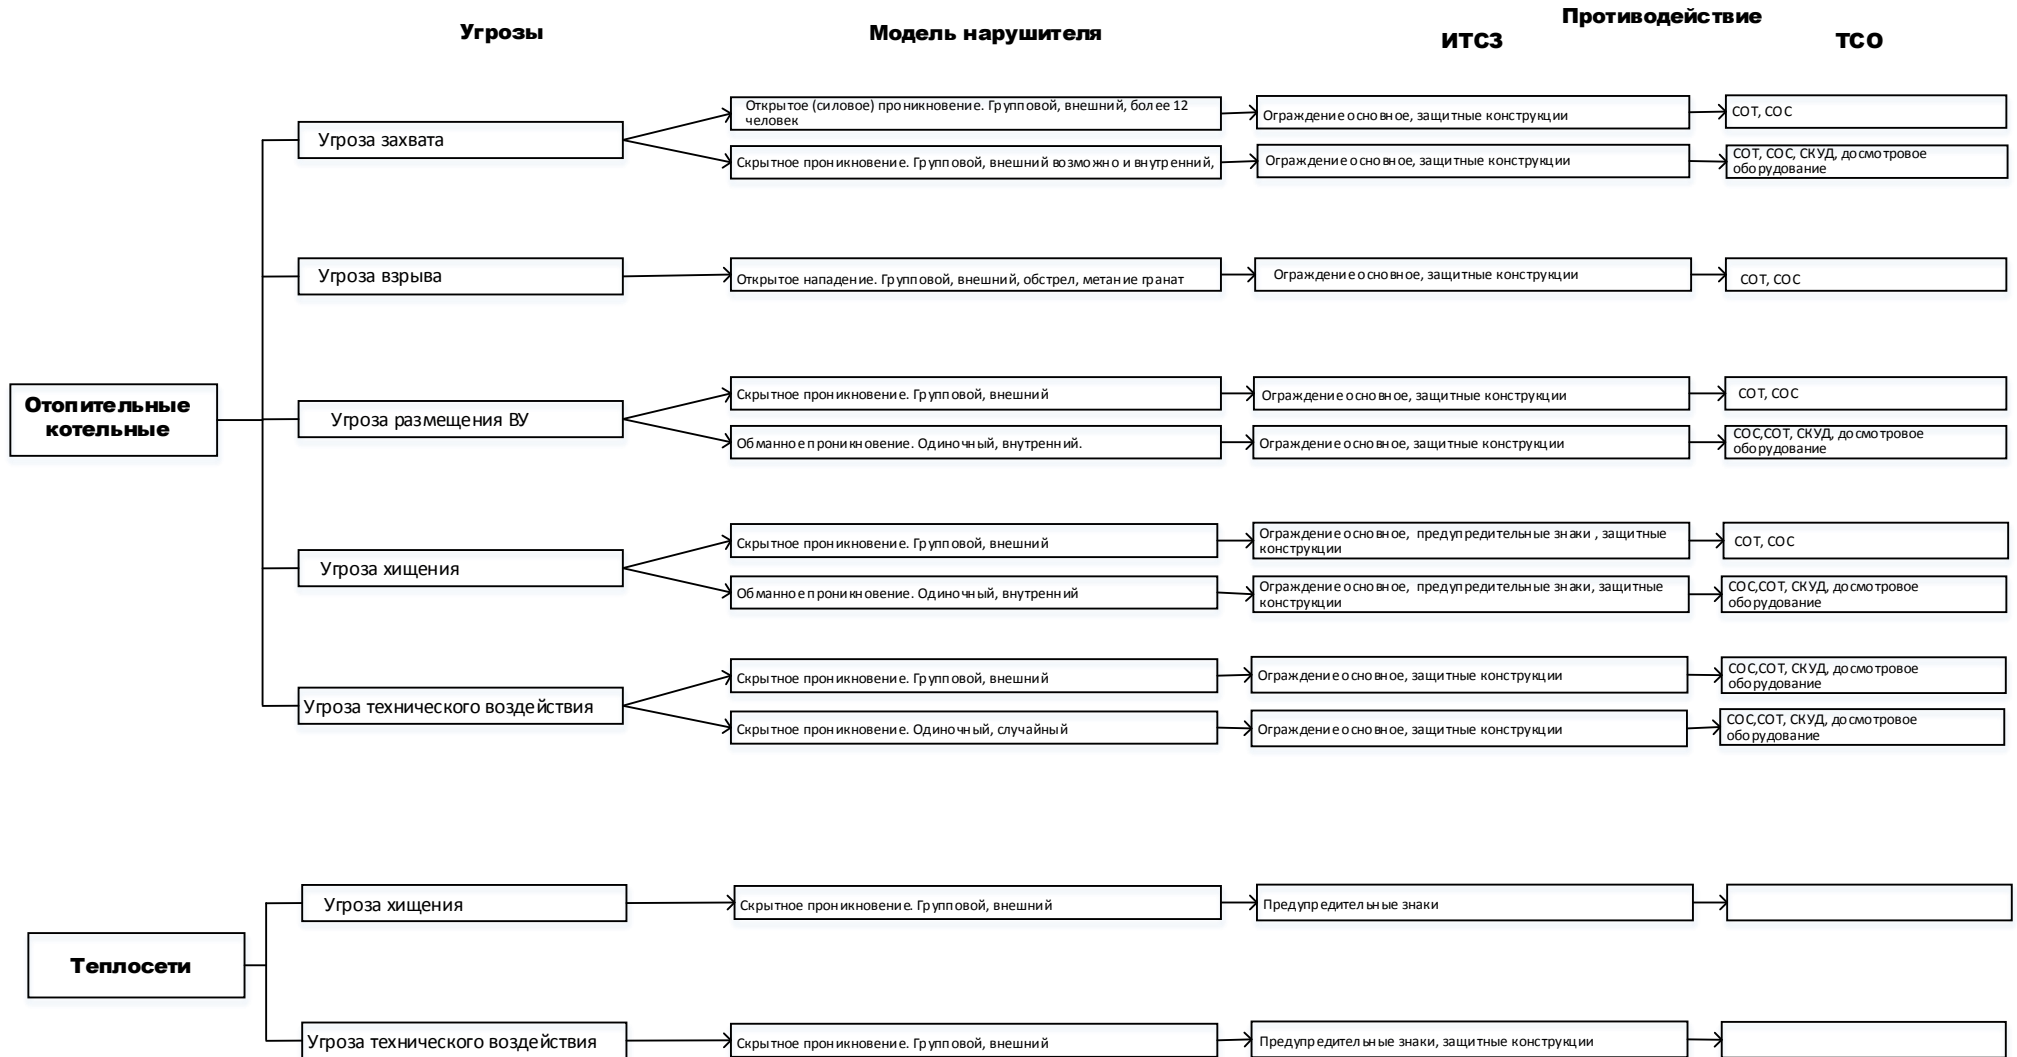 Противодействие
Угрозы
Модель нарушителя
ИТСЗ
ТСО
Отопительные
котельные
Угроза захвата
Открытое (силовое) проникновение. Групповой, внешний, более 12
человек
Ограждение основное, защитные конструкции
СОТ, СОС
Скрытное проникновение. Групповой, внешний возможно и внутренний,
Ограждение основное, защитные конструкции
СОТ, СОС, СКУД, досмотровое
оборудование
Угроза взрыва
Открытое нападение. Групповой, внешний, обстрел, метание гранат
Ограждение основное, защитные конструкции
СОТ, СОС
Угроза размещения ВУ
Скрытное проникновение. Групповой, внешний
Ограждение основное, защитные конструкции
СОТ, СОС
Обманное проникновение. Одиночный, внутренний.
Ограждение основное, защитные конструкции
СОС,СОТ, СКУД, досмотровое
оборудование
Угроза хищения
Скрытное проникновение. Групповой, внешний
Ограждение основное, предупредительные знаки , защитные
конструкции
СОТ, СОС
Обманное проникновение. Одиночный, внутренний
Ограждение основное, предупредительные знаки, защитные
конструкции
СОС,СОТ, СКУД, досмотровое
оборудование
Угроза технического воздействия
Скрытное проникновение. Групповой, внешний
Ограждение основное, защитные конструкции
СОС,СОТ, СКУД, досмотровое
оборудование
Скрытное проникновение. Одиночный, случайный
Ограждение основное, защитные конструкции
СОС,СОТ, СКУД, досмотровое
оборудование
Теплосети
Угроза хищения
Скрытное проникновение. Групповой, внешний
Предупредительные знаки
Угроза технического воздействия
Скрытное проникновение. Групповой, внешний
Предупредительные знаки, защитные конструкции